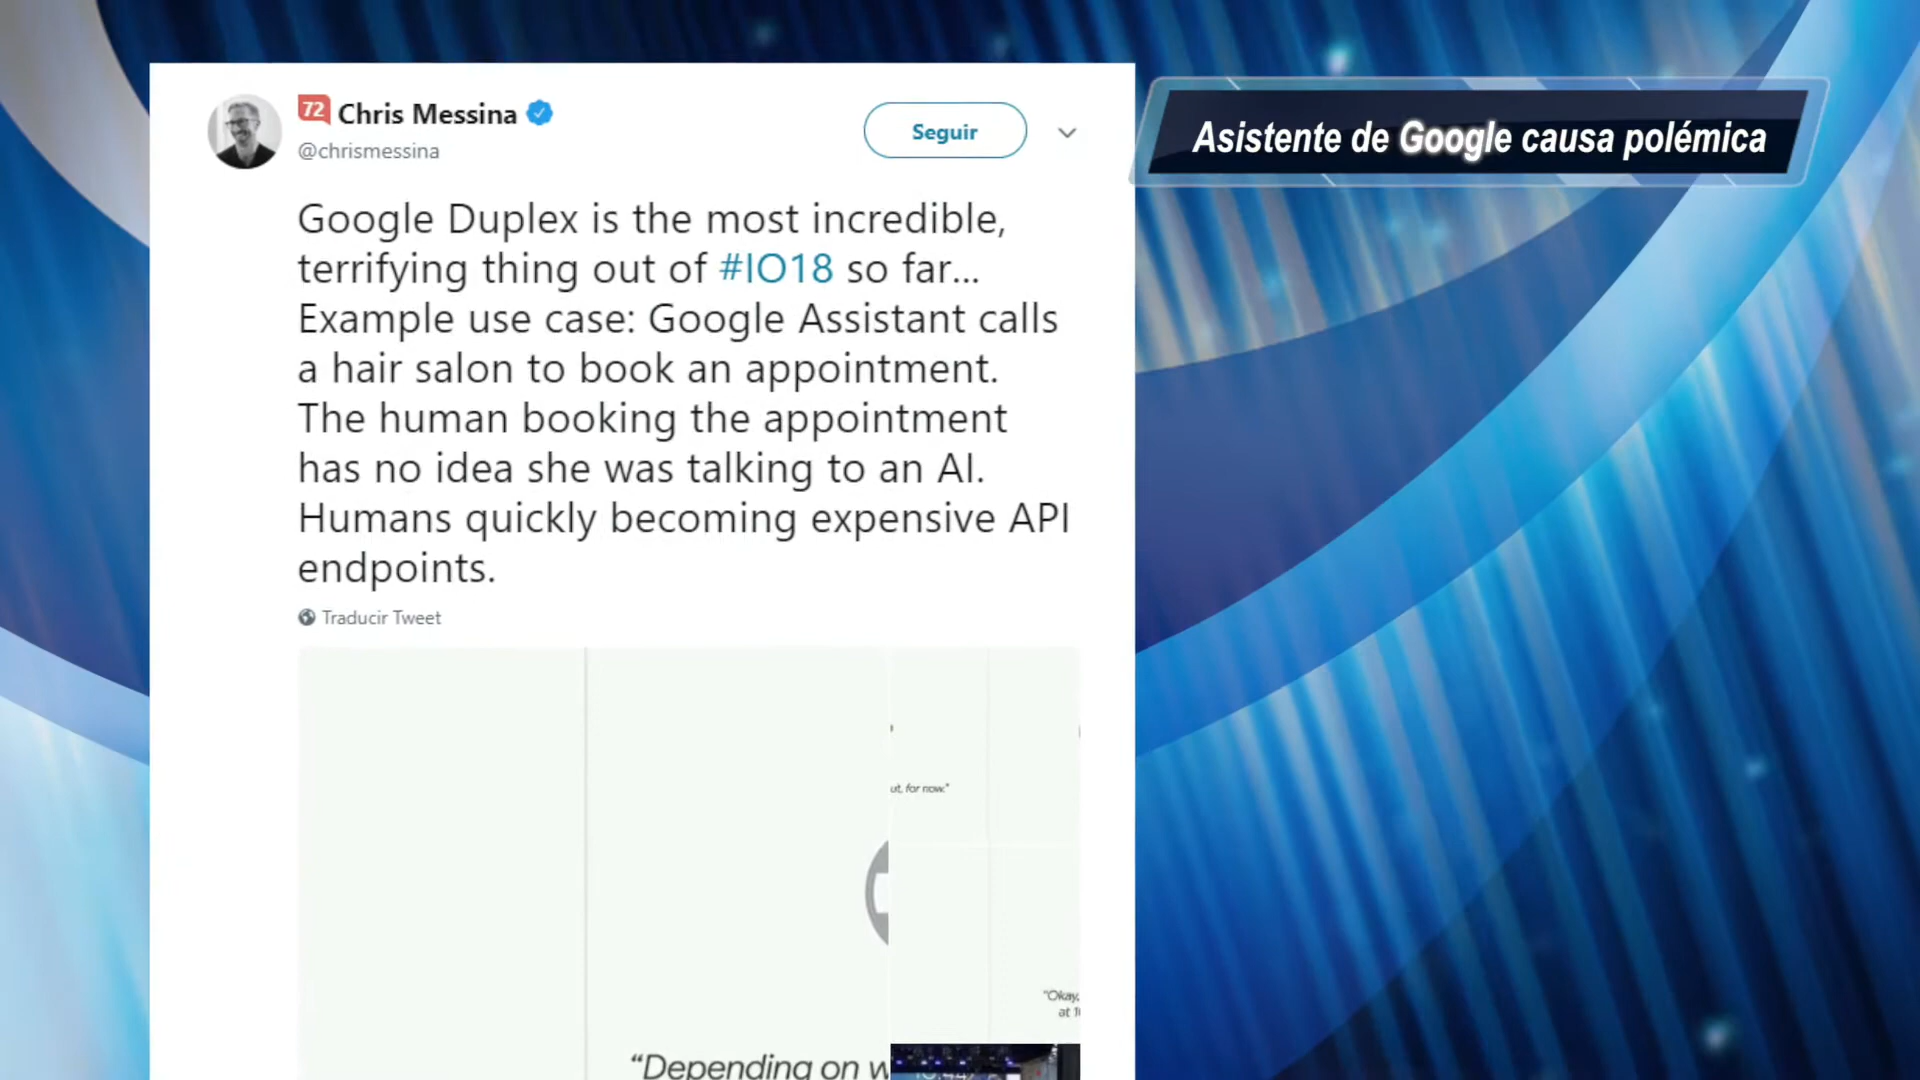 72 Chris Messina
@chrismessina
Seguir
Asistente de Google causa polémica
Google Duplex is the most incredible,
terrifying thing out of #IO18 so far...
Example use case: Google Assistant calls
a hair salon to book an appointment.
The human booking the appointment
has no idea she was talking to an AI.
Humans quickly becoming expensive API
endpoints.
Traducir Tweet
ut, for now."
"Okay,
at
"Depending on w